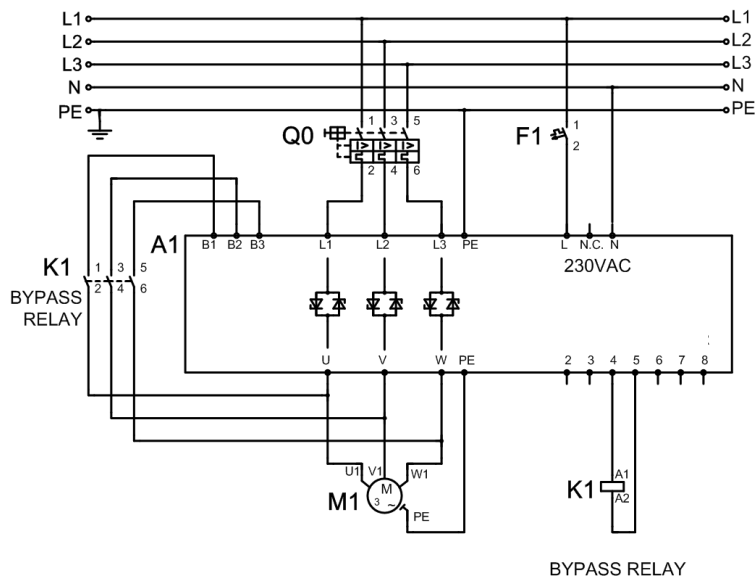 L1 L1
L2 L2
L3 L3
N N
PE PE
1 3 5 1
Q0 F1
I> I> I> 2
2 4 6
A1 B1 B2 B3 L1 L2 L3 PE L N.C. N
230VAC
K1 1 3 5
2 4 6
BYPASS
RELAY
U V W PE 2 3 4 5 6 7 8
U1 V1 W1
M1 M
3 ~
PE
K1 A1
A2
BYPASS RELAY